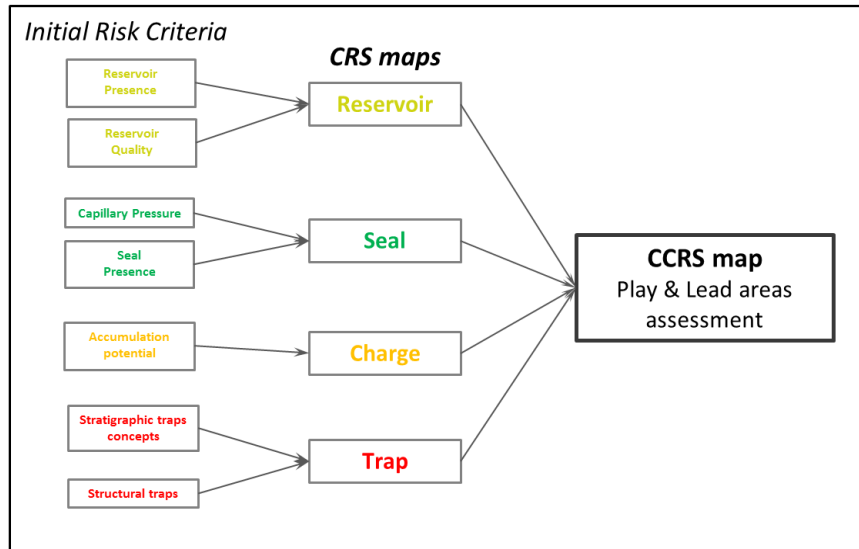 Initial Risk Criteria
CRS maps
Reservoir
Presence
Reservoir
Quality
Reservoir
Capillary Pressure
Seal
Presence
Seal
CCRS map
Play & Lead areas
assessment
Accumulation
potential
Charge
Stratigraphic traps
concepts
Structural traps
Trap